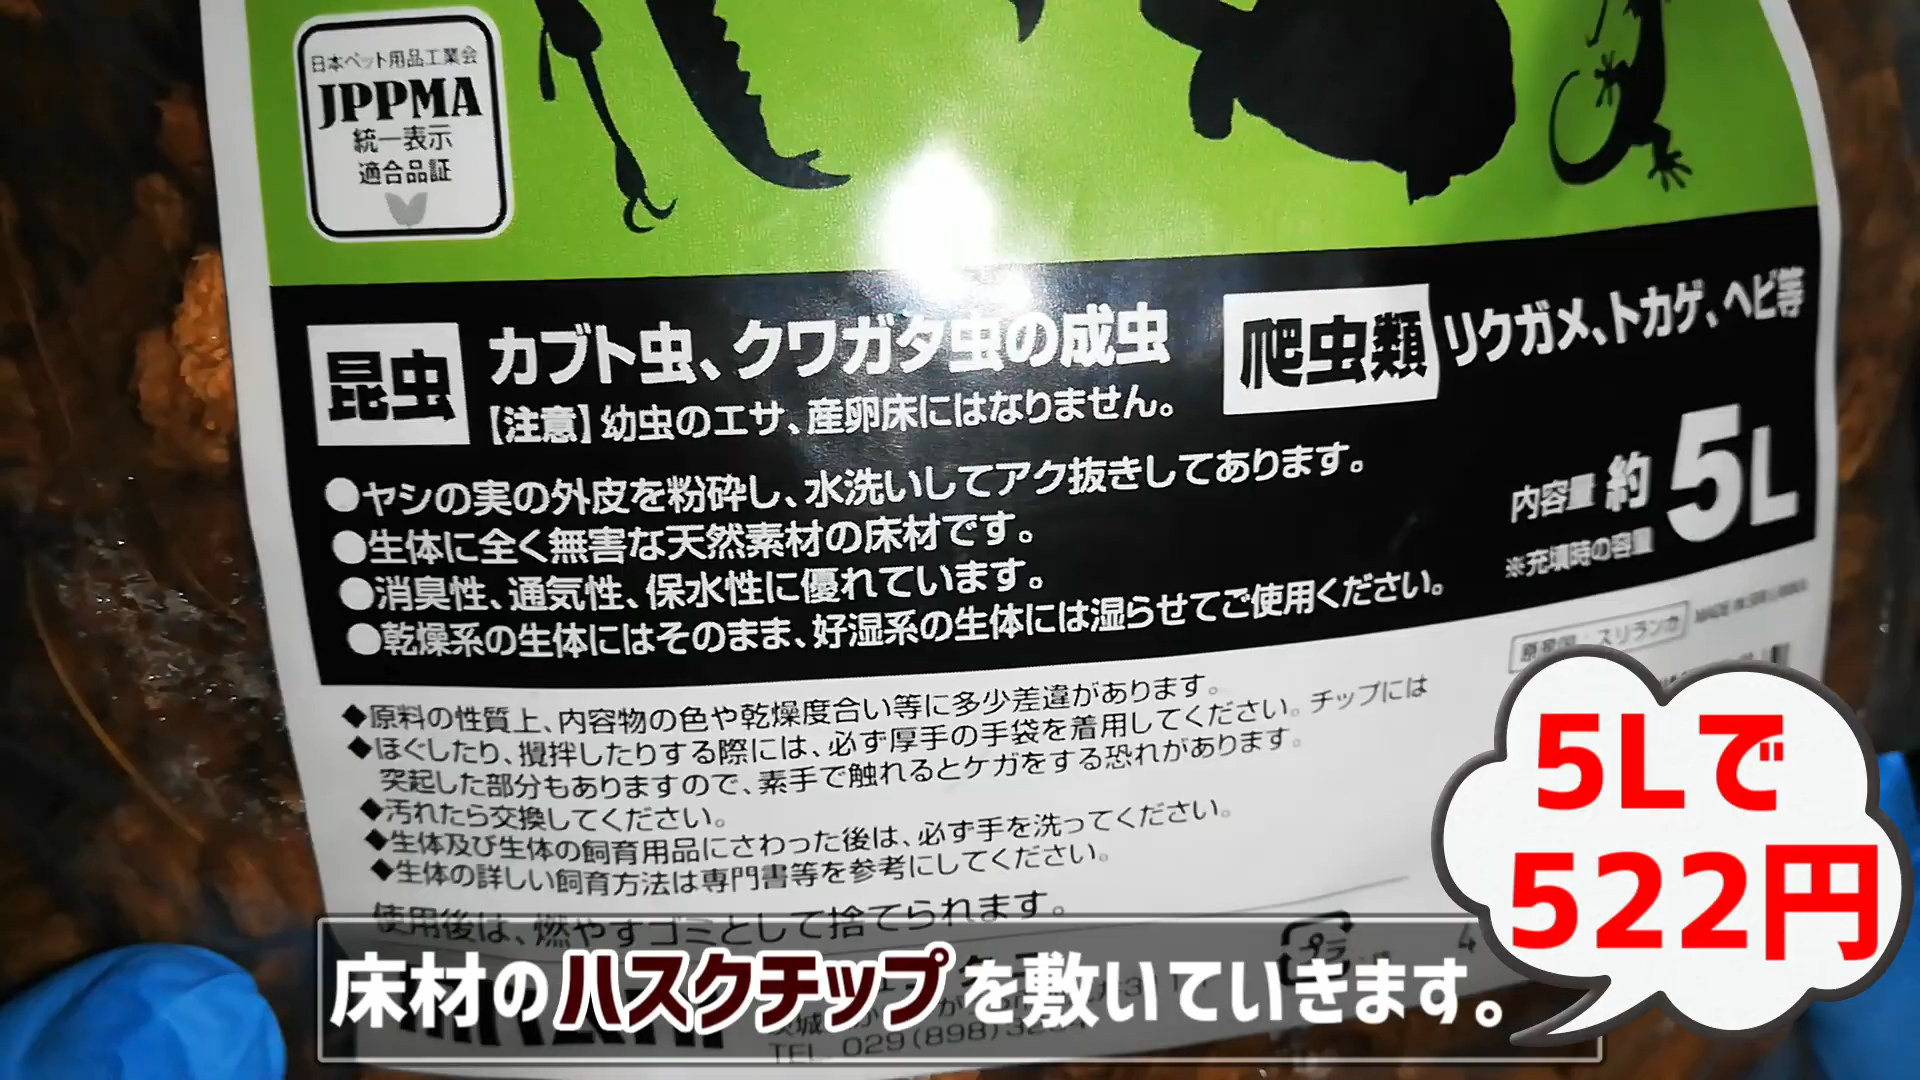 日本ペット用品工業会
JPPMA
統一表示
適合品証
昆虫
カブト虫、クワガタ虫の成虫
【注意】幼虫のエサ、産卵床にはなりません。
爬虫類
リクガメ、トカゲ、ヘビ等
●ヤシの実の外皮を粉砕し、水洗いしてアク抜きしてあります。
●生体に全く無害な天然素材の床材です。
●消臭性、通気性、保水性に優れています。
●乾燥系の生体にはそのまま、好湿系の生体には湿らせてご使用ください。
内容量 約 5L
※充填時の容量
原産国：スリランカ
◆原料の性質上、内容物の色や乾燥度合い等に多少差違があります。
◆ほぐしたり、攪拌したりする際には、必ず厚手の手袋を着用してください。チップには
突起した部分もありますので、素手で触れるとケガをする恐れがあります。
◆汚れたら交換してください。
◆生体及び生体の飼育用品にさわった後は、必ず手を洗ってください。
◆生体の詳しい飼育方法は専門書等を参考にしてください。
使用後は、燃やすゴミとして捨てられます。
プラ
TEL. 029(898)
5Lで
522円
床材のハスクチップを敷いていきます。